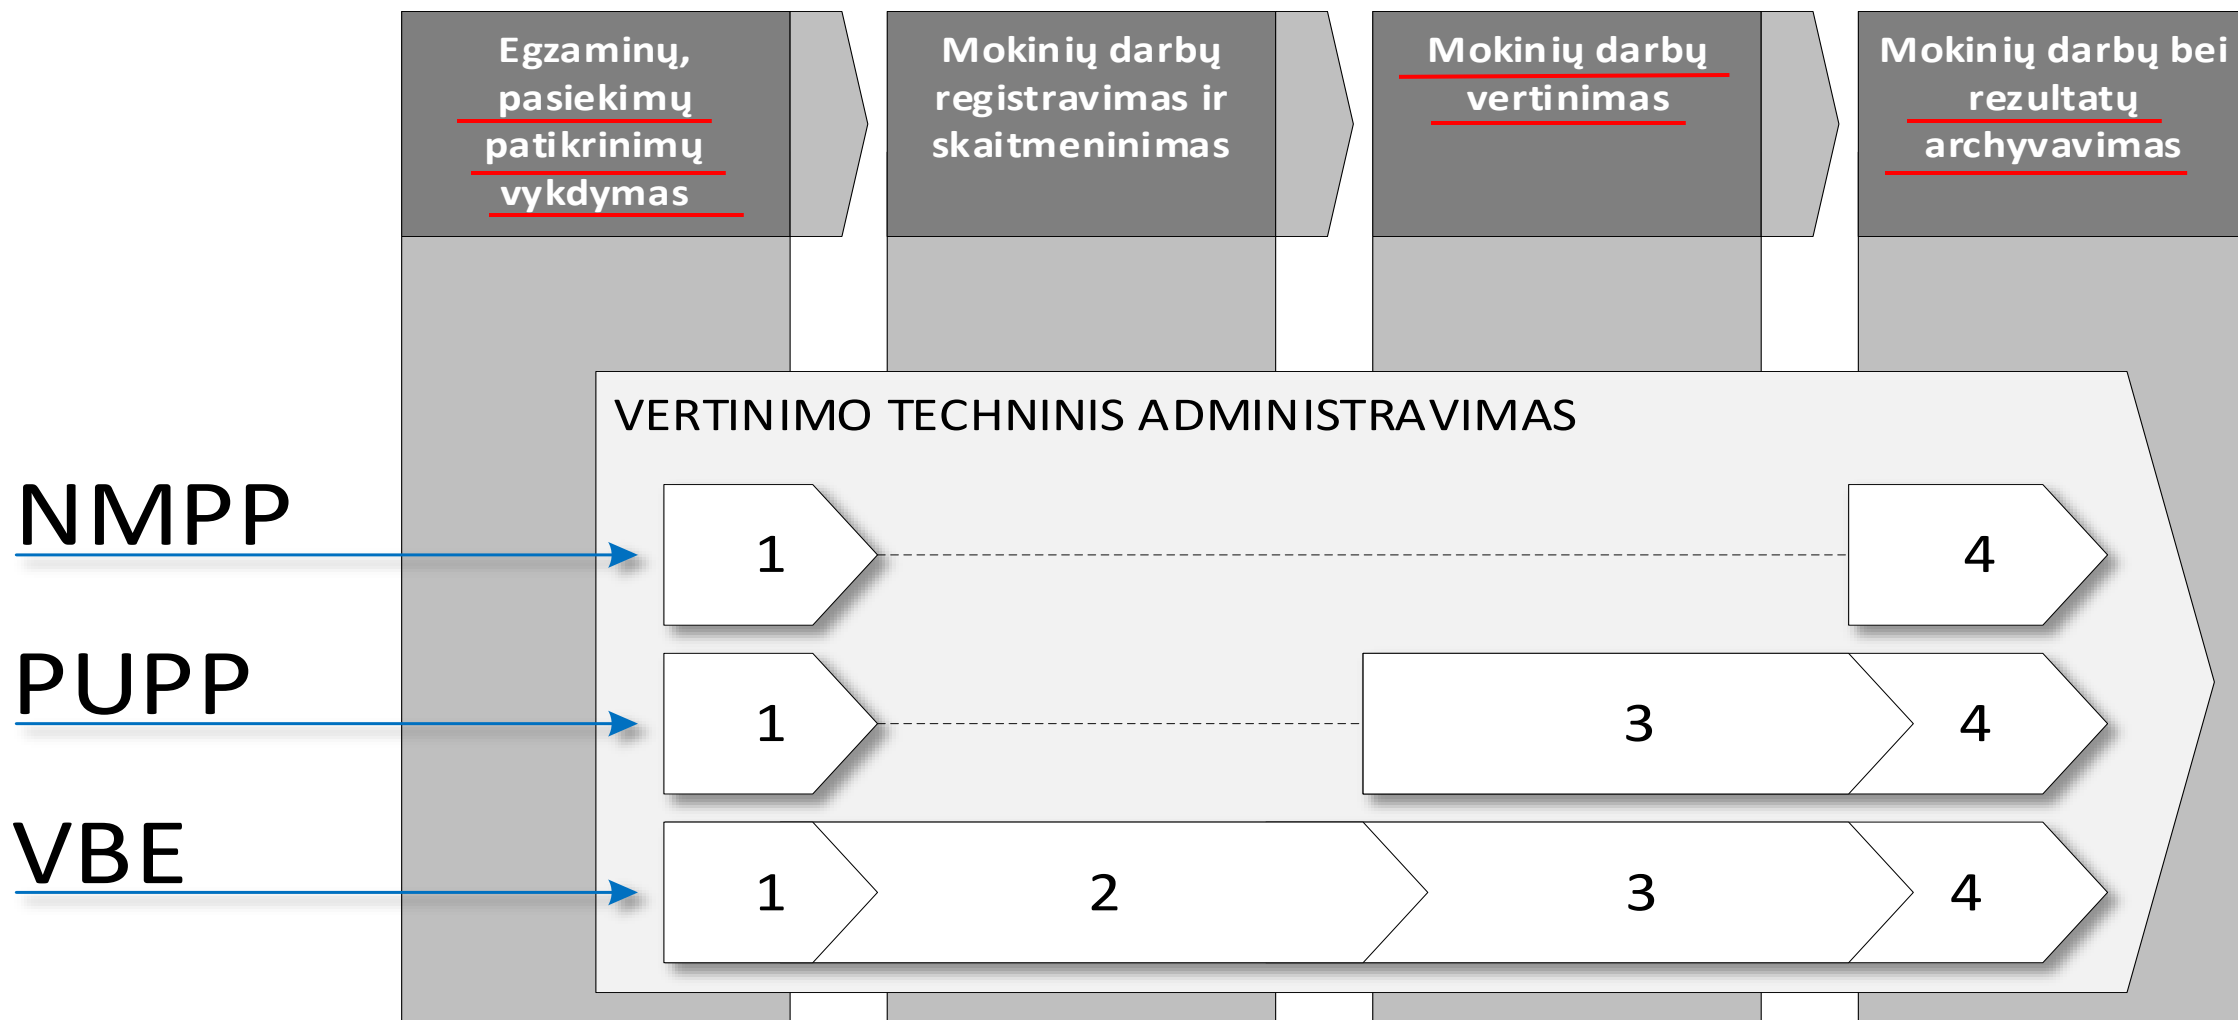 Egzaminų,
pasiekimų
patikrinimų
vykdymas
Mokinių darbų
registravimas ir
skaitmeninimas
Mokinių darbų
vertinimas
Mokinių darbų bei
rezultatų
archyvavimas
VERTINIMO TECHNINIS ADMINISTRAVIMAS
NMPP
1
4
PUPP
1
3
4
VBE
1
2
3
4